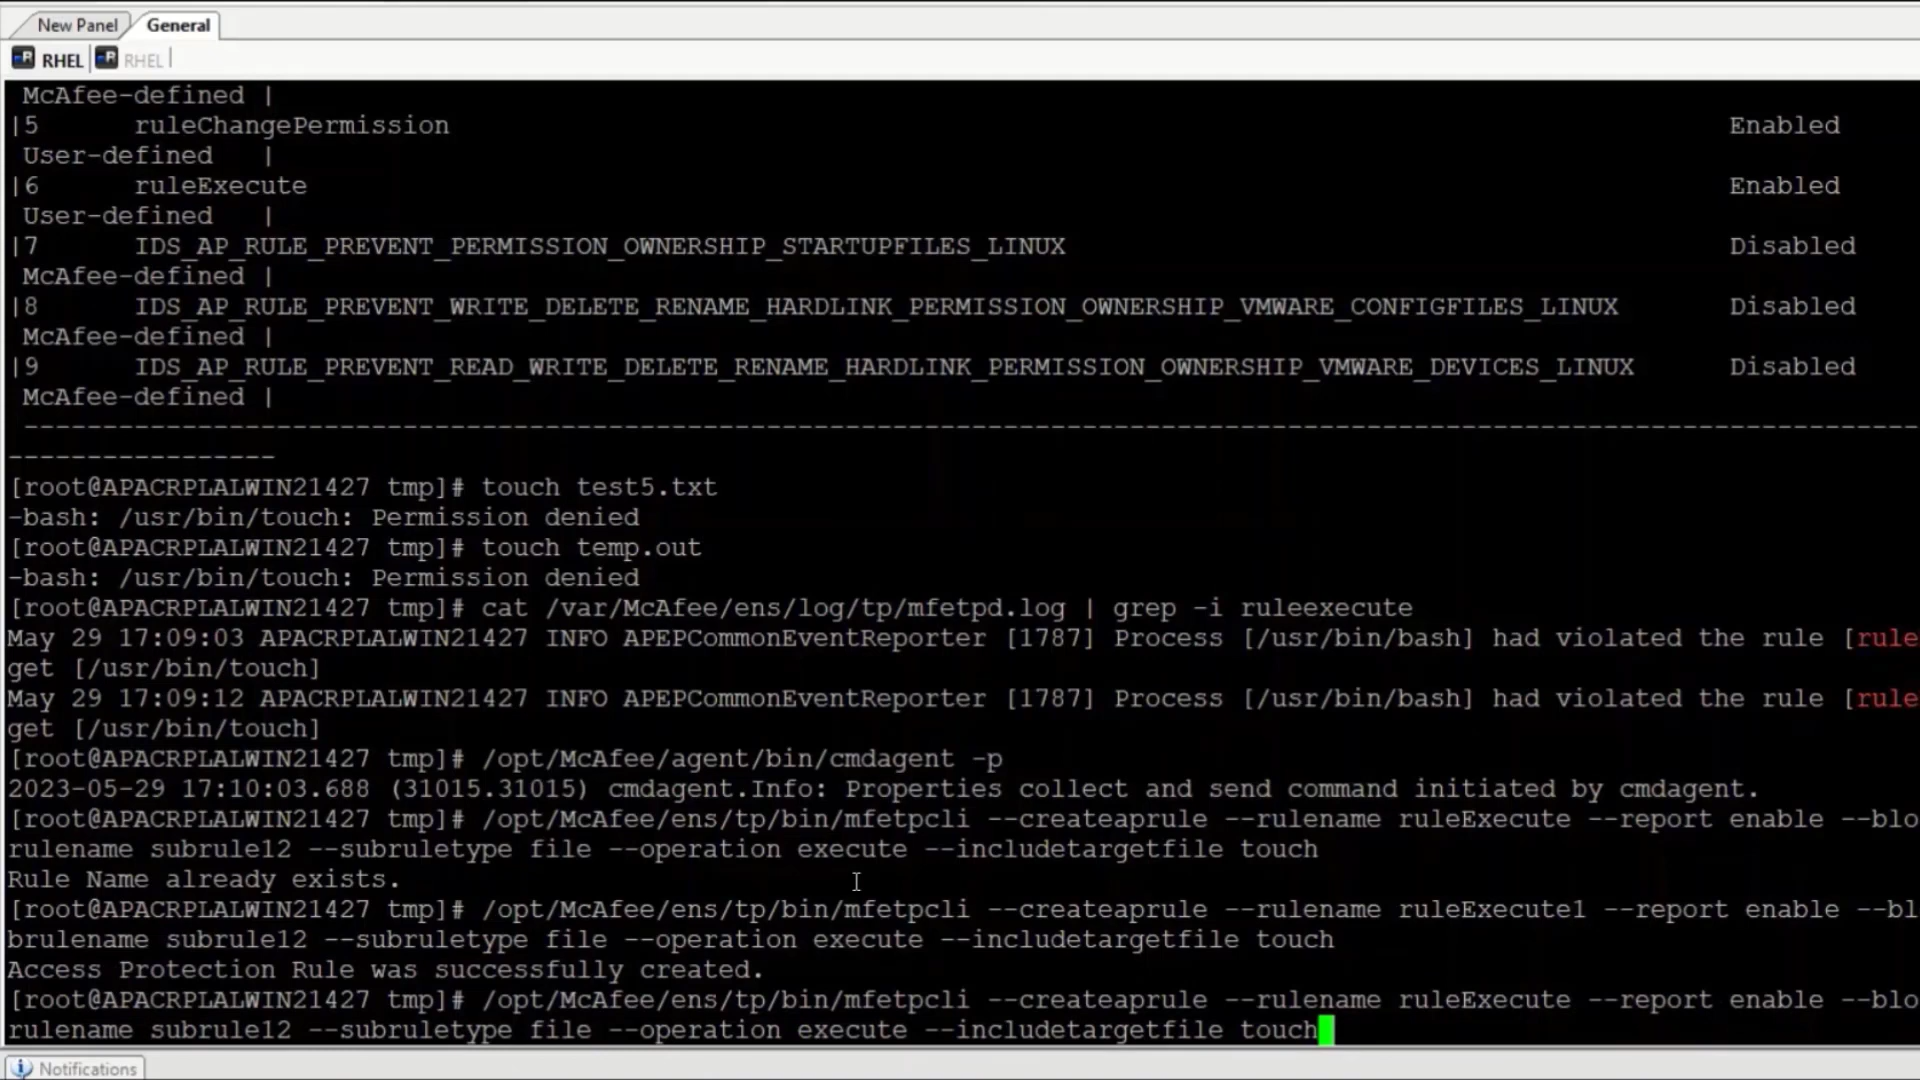 New Panel General
RHEL RHEL
McAfee-defined |
|5 ruleChangePermission Enabled
User-defined |
|6 ruleExecute Enabled
User-defined |
|7 IDS_AP_RULE_PREVENT_PERMISSION_OWNERSHIP_STARTUPFILES_LINUX Disabled
McAfee-defined |
|8 IDS_AP_RULE_PREVENT_WRITE_DELETE_RENAME_HARDLINK_PERMISSION_OWNERSHIP_VMWARE_CONFIGFILES_LINUX Disabled
McAfee-defined |
|9 IDS_AP_RULE_PREVENT_READ_WRITE_DELETE_RENAME_HARDLINK_PERMISSION_OWNERSHIP_VMWARE_DEVICES_LINUX Disabled
McAfee-defined |
------------------------------------------------------------------------------------------------------------------------
-----------------
[root@APACRPLALWIN21427 tmp]# touch test5.txt
-bash: /usr/bin/touch: Permission denied
[root@APACRPLALWIN21427 tmp]# touch temp.out
-bash: /usr/bin/touch: Permission denied
[root@APACRPLALWIN21427 tmp]# cat /var/McAfee/ens/log/tp/mfetpd.log | grep -i ruleexecute
May 29 17:09:03 APACRPLALWIN21427 INFO APEPCommonEventReporter [1787] Process [/usr/bin/bash] had violated the rule [rule
get [/usr/bin/touch]
May 29 17:09:12 APACRPLALWIN21427 INFO APEPCommonEventReporter [1787] Process [/usr/bin/bash] had violated the rule [rule
get [/usr/bin/touch]
[root@APACRPLALWIN21427 tmp]# /opt/McAfee/agent/bin/cmdagent -p
2023-05-29 17:10:03.688 (31015.31015) cmdagent.Info: Properties collect and send command initiated by cmdagent.
[root@APACRPLALWIN21427 tmp]# /opt/McAfee/ens/tp/bin/mfetpcli --createaprule --rulename ruleExecute --report enable --blo
rulename subrule12 --subruletype file --operation execute --includetargetfile touch
Rule Name already exists.
[root@APACRPLALWIN21427 tmp]# /opt/McAfee/ens/tp/bin/mfetpcli --createaprule --rulename ruleExecute1 --report enable --bl
brulename subrule12 --subruletype file --operation execute --includetargetfile touch
Access Protection Rule was successfully created.
[root@APACRPLALWIN21427 tmp]# /opt/McAfee/ens/tp/bin/mfetpcli --createaprule --rulename ruleExecute --report enable --blo
rulename subrule12 --subruletype file --operation execute --includetargetfile touch
Notifications